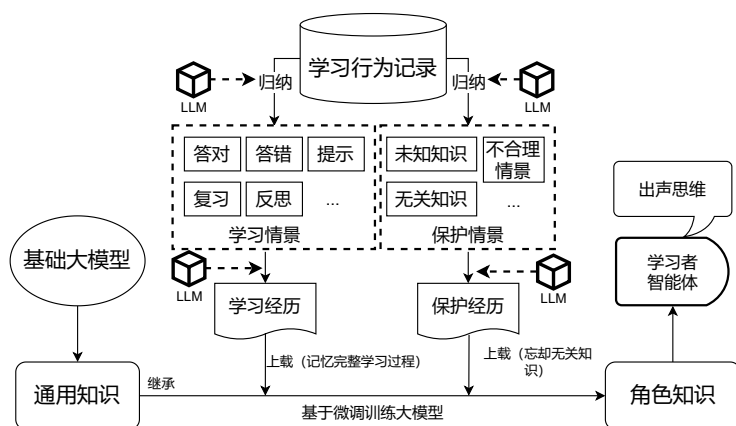 学习行为记录
LLM
归纳
归纳
LLM
答对
答错
提示
未知知识
不合理
情景
复习
反思
...
无关知识
...
学习情景
保护情景
出声思维
基础大模型
LLM
LLM
学习者
智能体
学习经历
保护经历
上载（记忆完整学习过程）
上载（忘却无关知
识）
通用知识
继承
基于微调训练大模型
角色知识